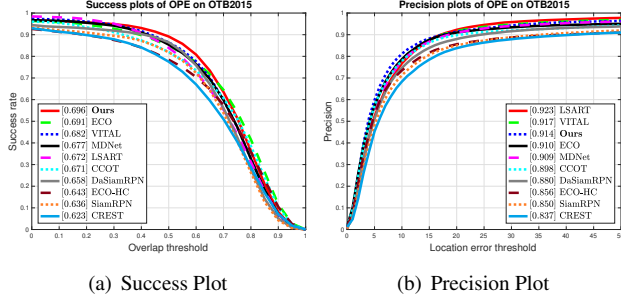 Success plots of OPE on OTB2015
1
0.9
0.8
0.7
0.6
0.5
0.4
0.3
0.2
0.1
0
Success rate
[0.696] Ours
[0.691] ECO
[0.682] VITAL
[0.677] MDNet
[0.672] LSART
[0.671] CCOT
[0.658] DaSiamRPN
[0.643] ECO-HC
[0.636] SiamRPN
[0.623] CREST
0 0.1 0.2 0.3 0.4 0.5 0.6 0.7 0.8 0.9 1
Overlap threshold
(a) Success Plot
Precision plots of OPE on OTB2015
1
0.9
0.8
0.7
0.6
0.5
0.4
0.3
0.2
0.1
0
Precision
[0.923] LSART
[0.917] VITAL
[0.914] Ours
[0.910] ECO
[0.909] MDNet
[0.898] CCOT
[0.880] DaSiamRPN
[0.856] ECO-HC
[0.850] SiamRPN
[0.837] CREST
0 5 10 15 20 25 30 35 40 45 50
Location error threshold
(b) Precision Plot